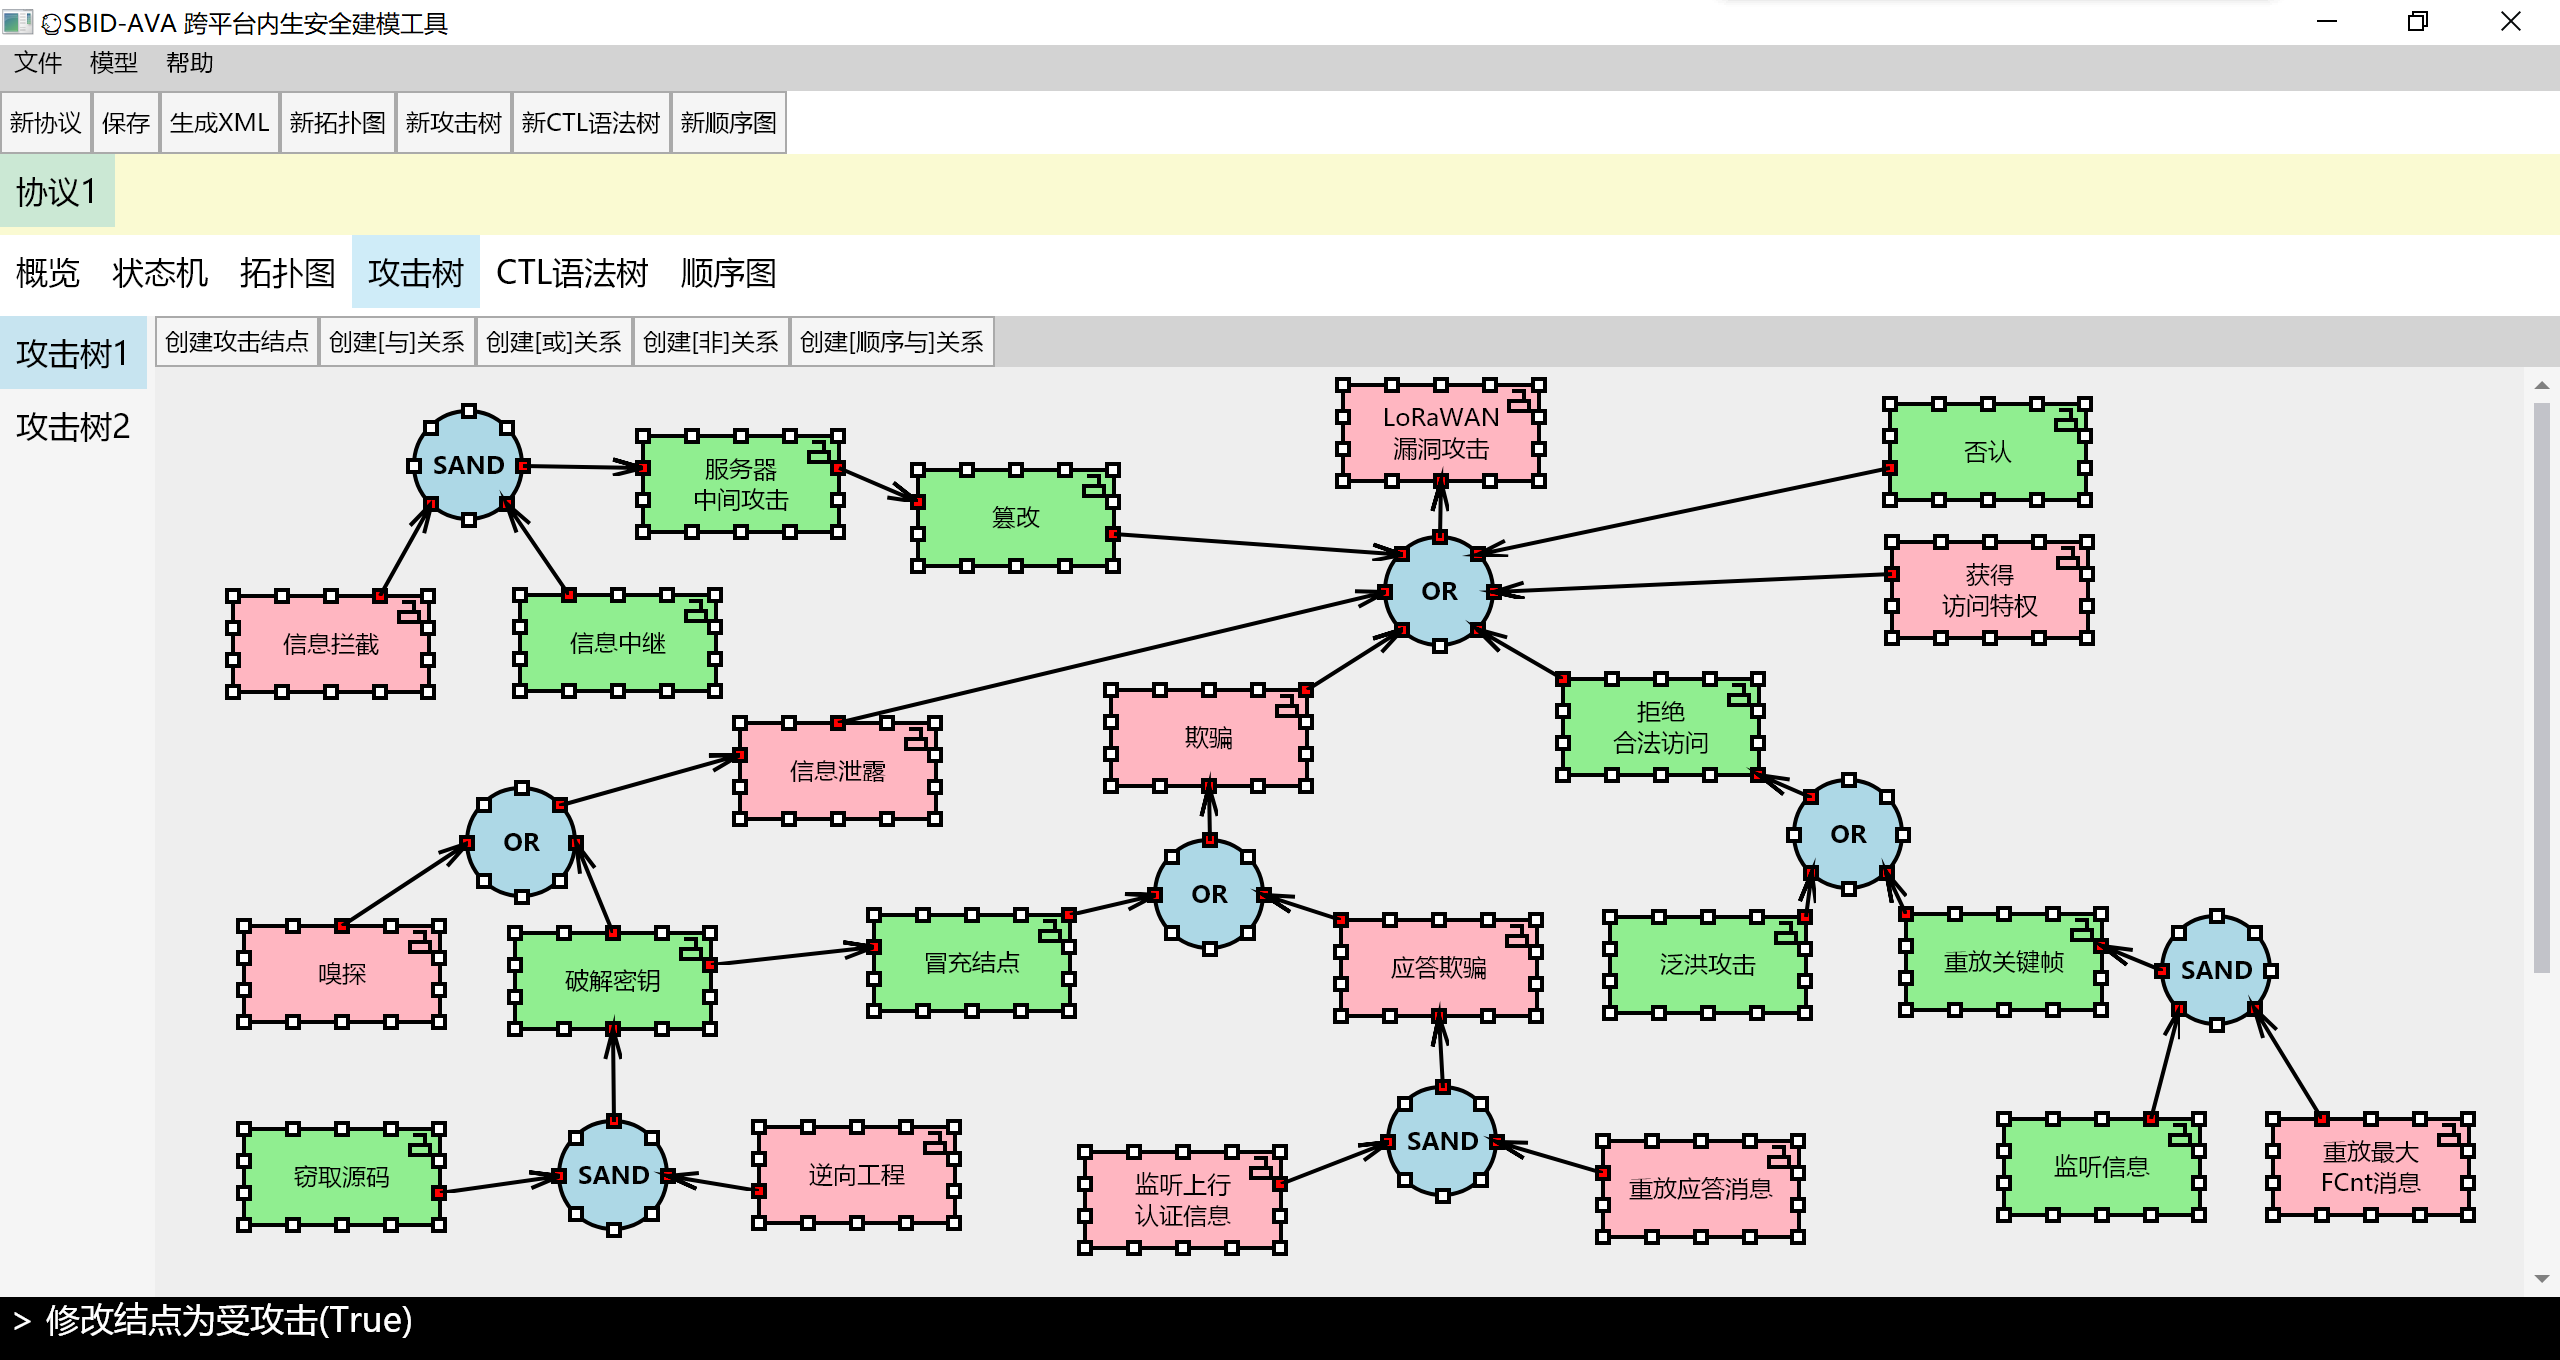 SBID-AVA 跨平台内生安全建模工具
文件 模型 帮助
新协议 保存 生成XML 新拓扑图 新攻击树 新CTL语法树 新顺序图
协议1
概览 状态机 拓扑图 攻击树 CTL语法树 顺序图
攻击树1
攻击树2
创建攻击结点 创建[与]关系 创建[或]关系 创建[非]关系 创建[顺序与]关系
SAND
服务器
中间攻击
篡改
LoRaWAN
漏洞攻击
否认
OR
获得
访问特权
信息拦截
信息中继
信息泄露
欺骗
拒绝
合法访问
OR
OR
OR
嗅探
破解密钥
冒充结点
应答欺骗
泛洪攻击
重放关键帧
SAND
窃取源码
SAND
逆向工程
监听上行
认证信息
SAND
重放应答消息
监听信息
重放最大
FCnt消息
> 修改结点为受攻击(True)